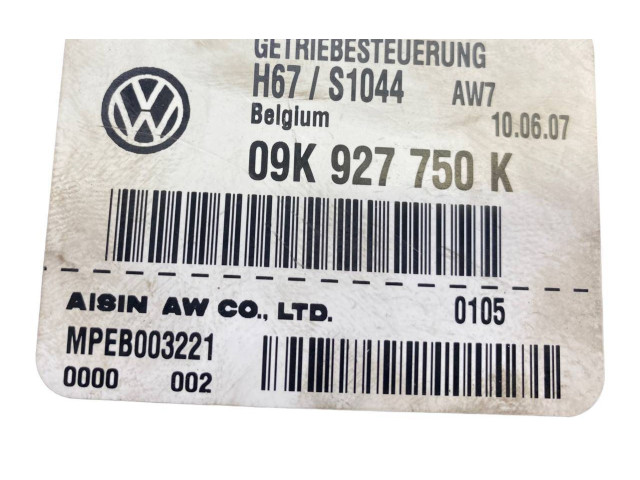 GETRIEBESTEUERUNG
H67 / S1044 AW7
Belgium 10.06.07
09K 927 750 K
AISIN AW CO., LTD. 0105
MPEB003221
0000 002